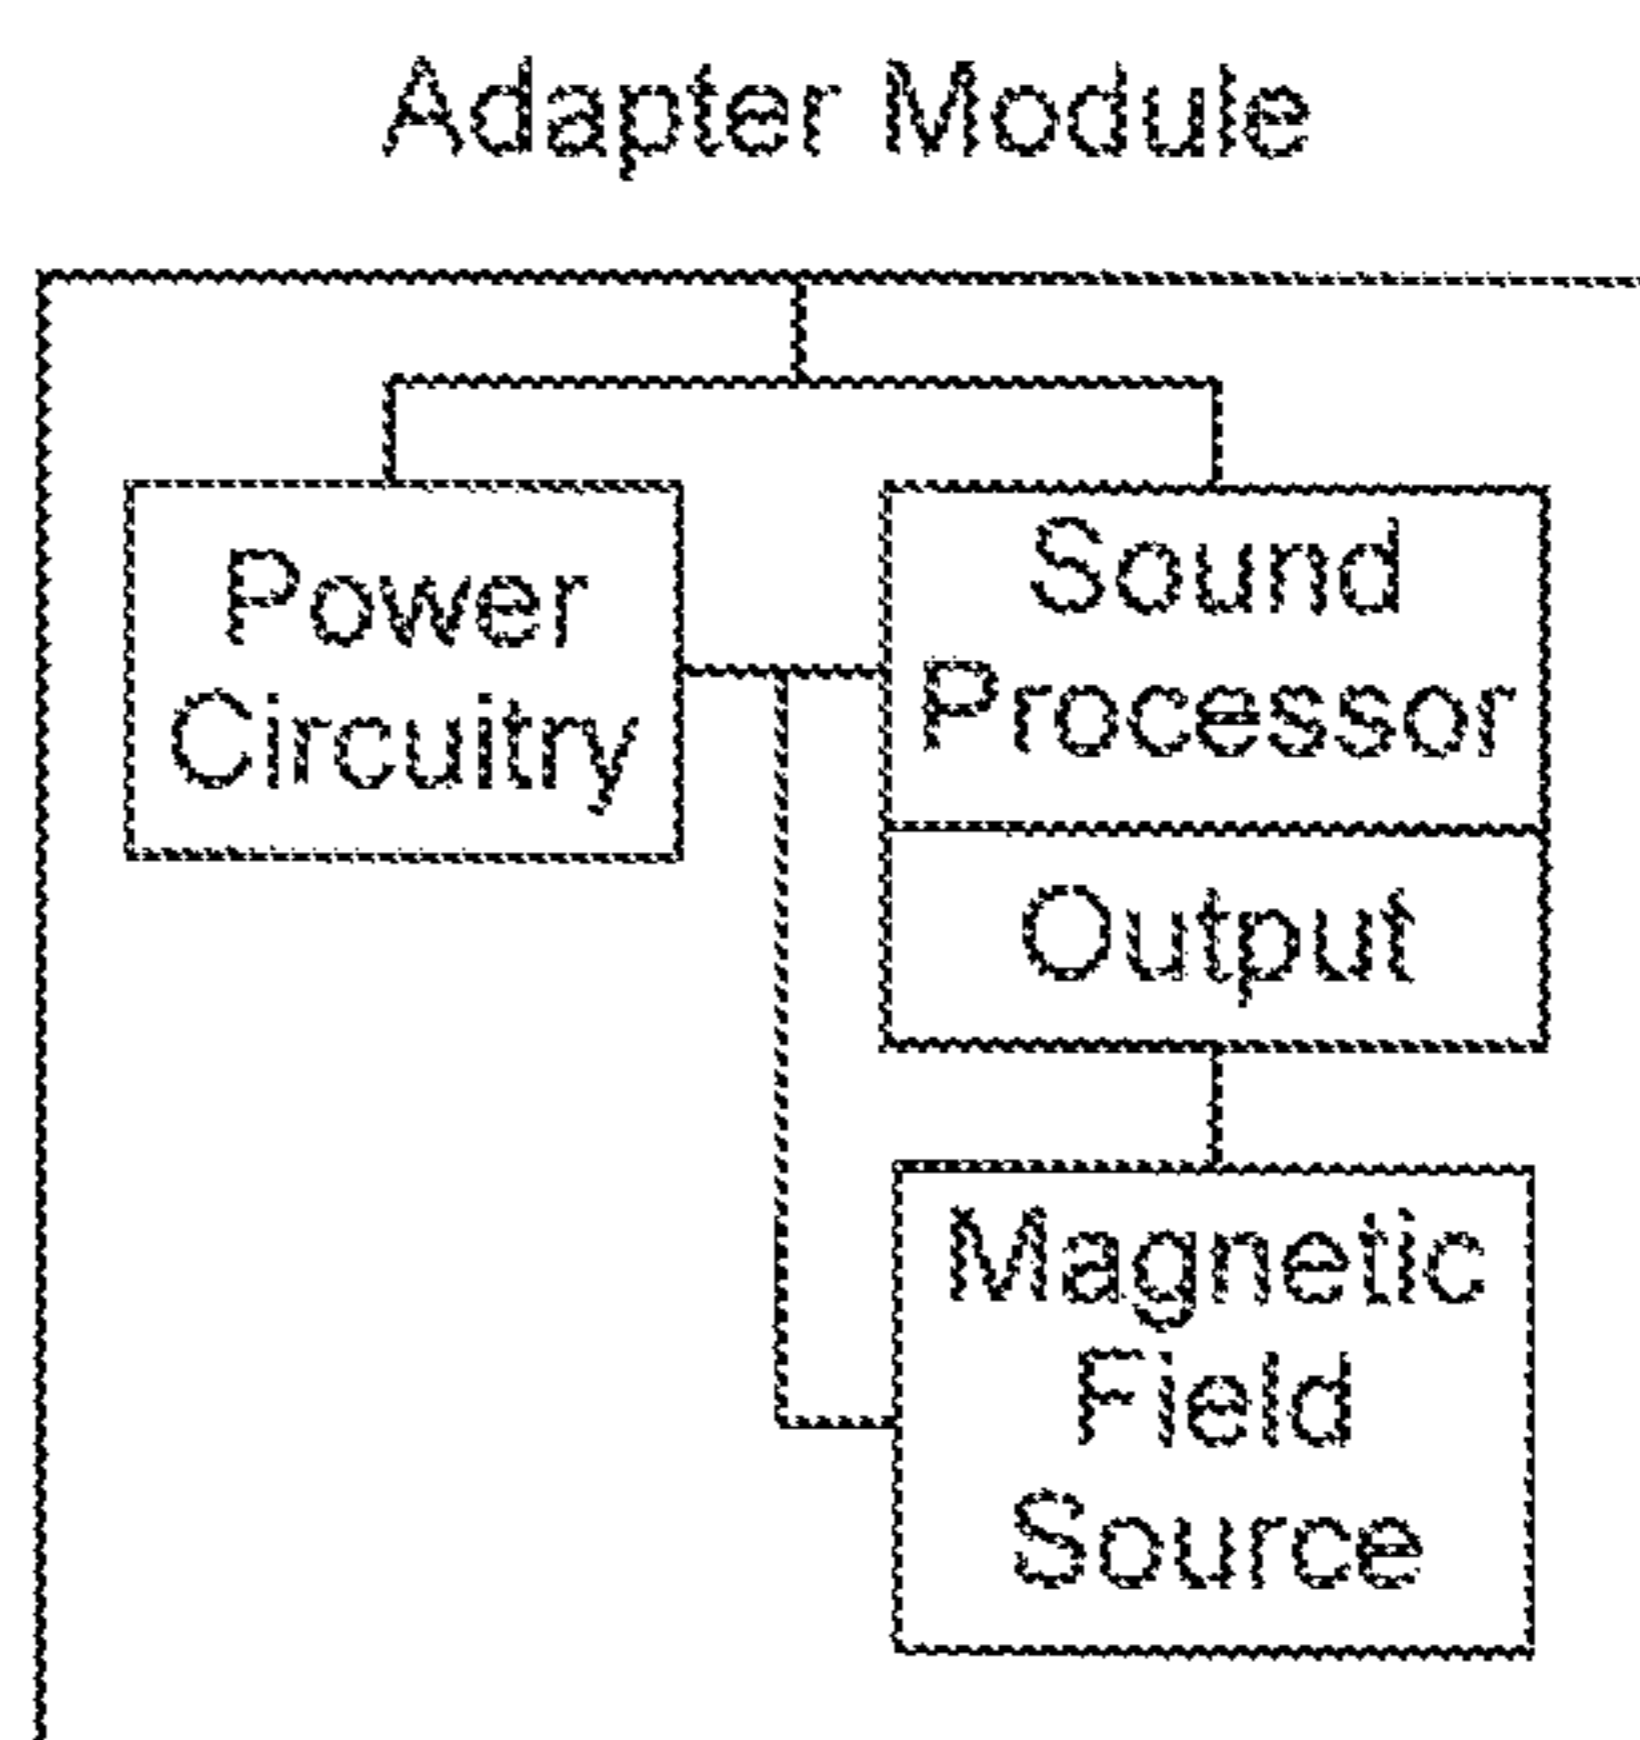 Adapter Module
Power
Circuitry
Sound
Processor
Output
Magnetic
Field
Source